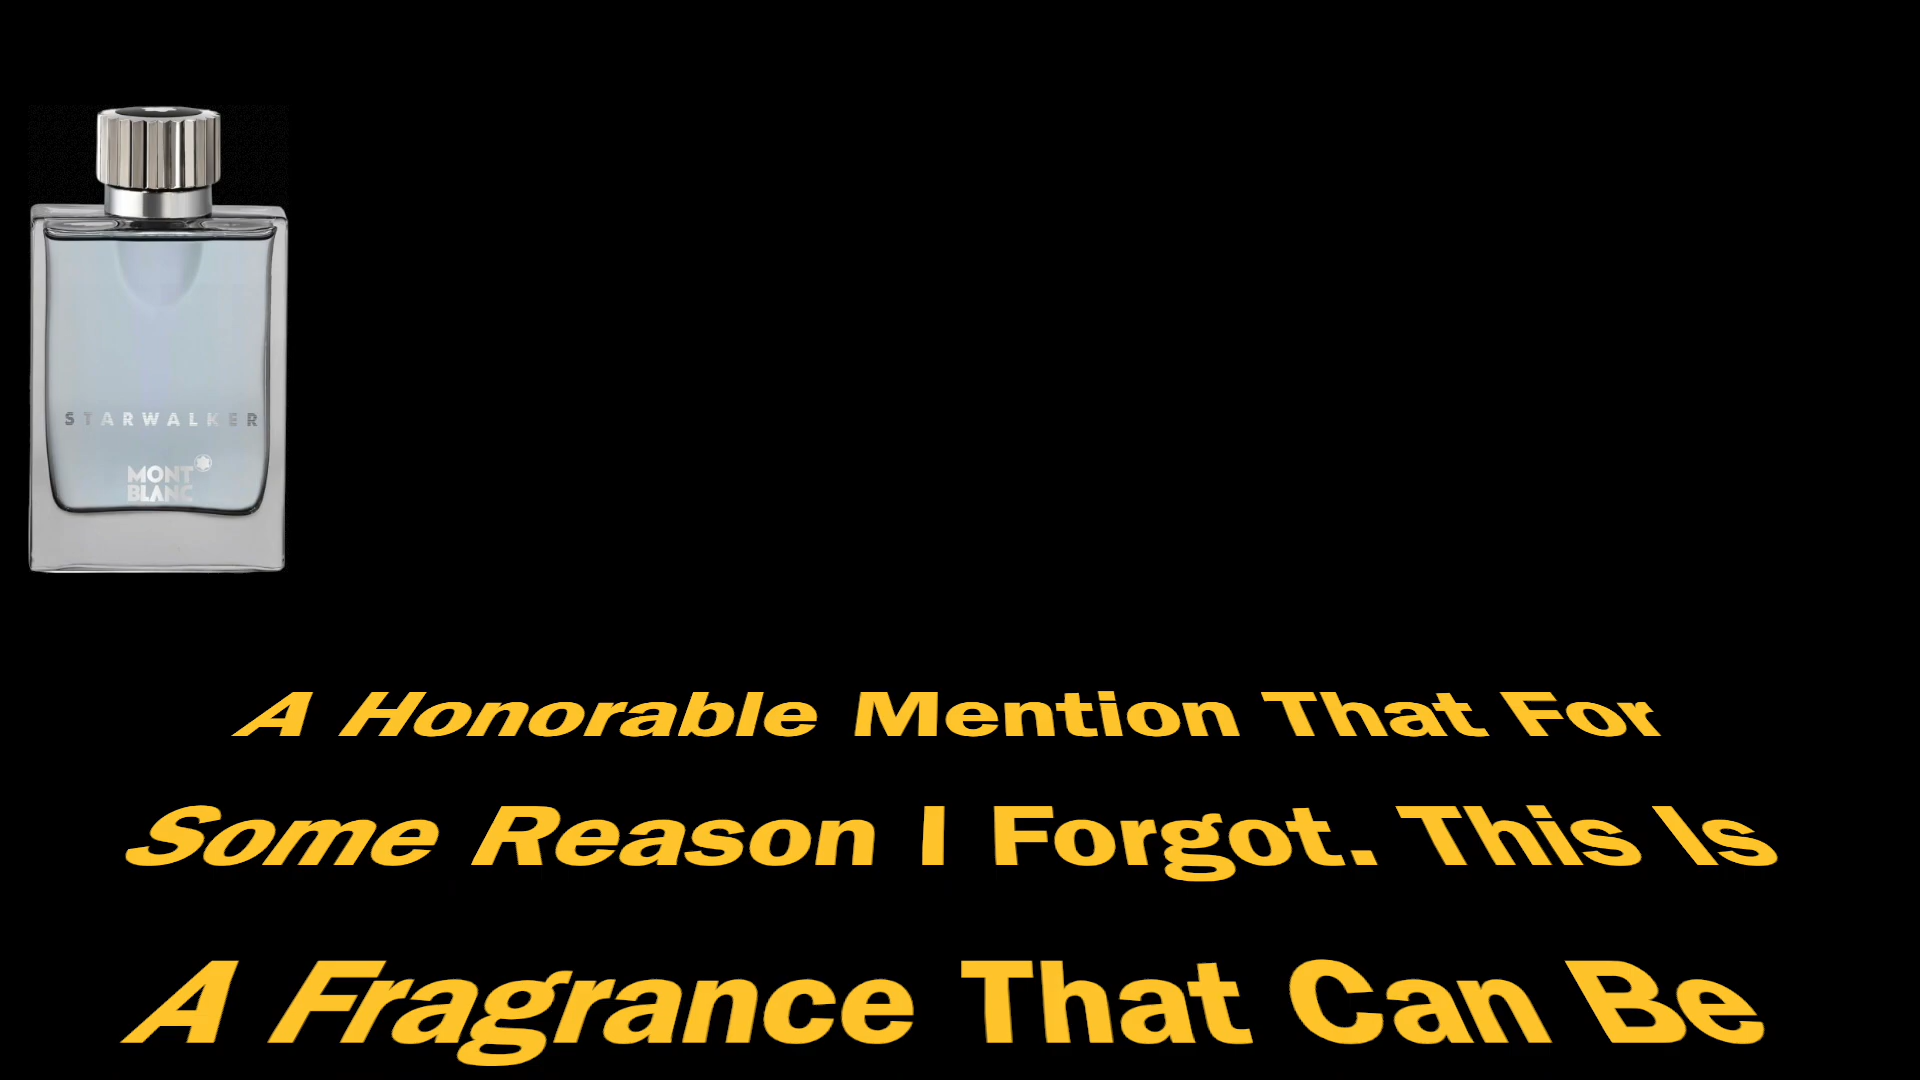 STARWALKER
MONT
BLANC
A Honorable Mention That For
Some Reason I Forgot. This Is
A Fragrance That Can Be